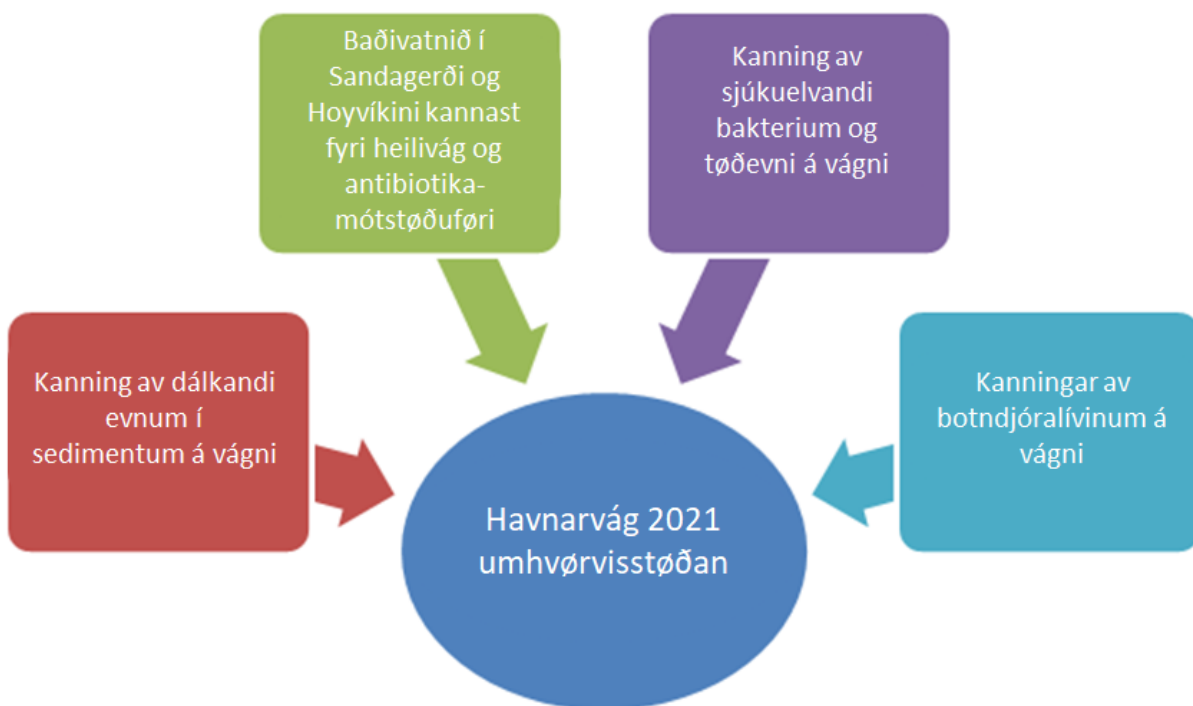 Baðivatnið í
Sandagerði og
Hoyvíkini kannast
fyri heilivág og
antibiotika-
mótstøðuføri
Kanning av
sjúkuelvandi
bakterium og
tøðevni á vágni
Kanning av dálkandi
evnum í
sedimentum á vágni
Kanningar av
botndjóralívinum á
vágni
Havnarvág 2021
umhvørvisstøðan